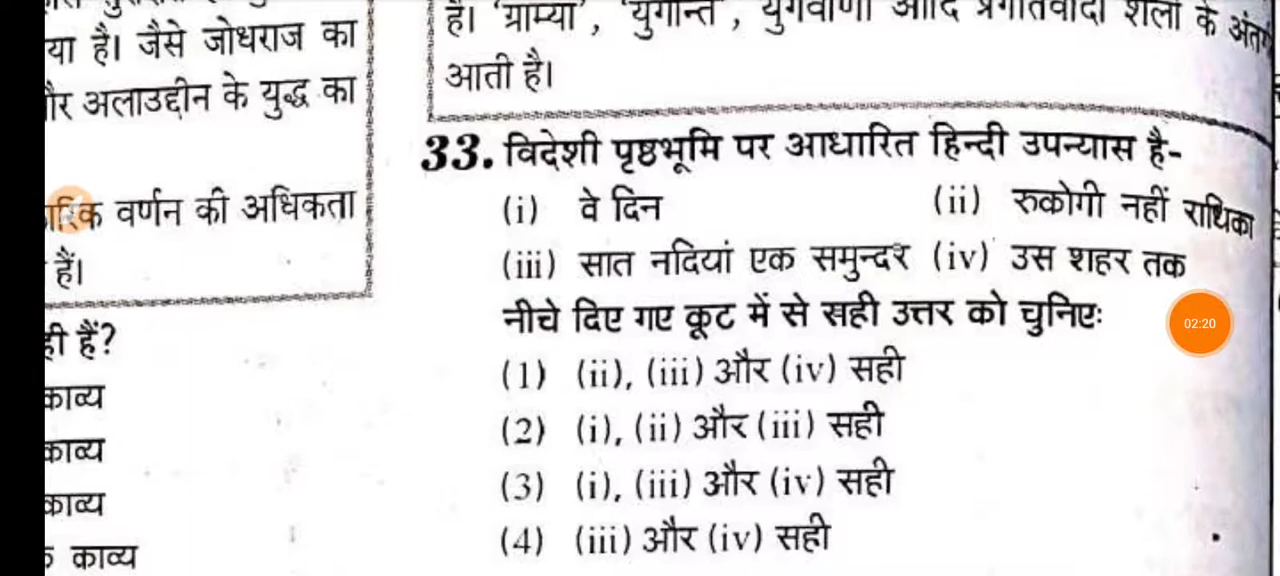 या है। जैसे जोधराज का
र अलाउद्दीन के युद्ध का
वर्णन की अधिकता
हैं।
ही हैं?
काव्य
काव्य
काव्य
काव्य
है। 'ग्राम्या', 'युगान्त', युगवाणी आदि प्रगतिवादी शैली के
आती है।
33. विदेशी पृष्ठभूमि पर आधारित हिन्दी उपन्यास है-
(i) वे दिन (ii) रुकोगी नहीं राधिका
(iii) सात नदियां एक समुन्दर (iv) उस शहर तक
नीचे दिए गए कूट में से सही उत्तर को चुनिएः
(1) (ii), (iii) और (iv) सही
(2) (i), (ii) और (iii) सही
(3) (i), (iii) और (iv) सही
(4) (iii) और (iv) सही
02:20